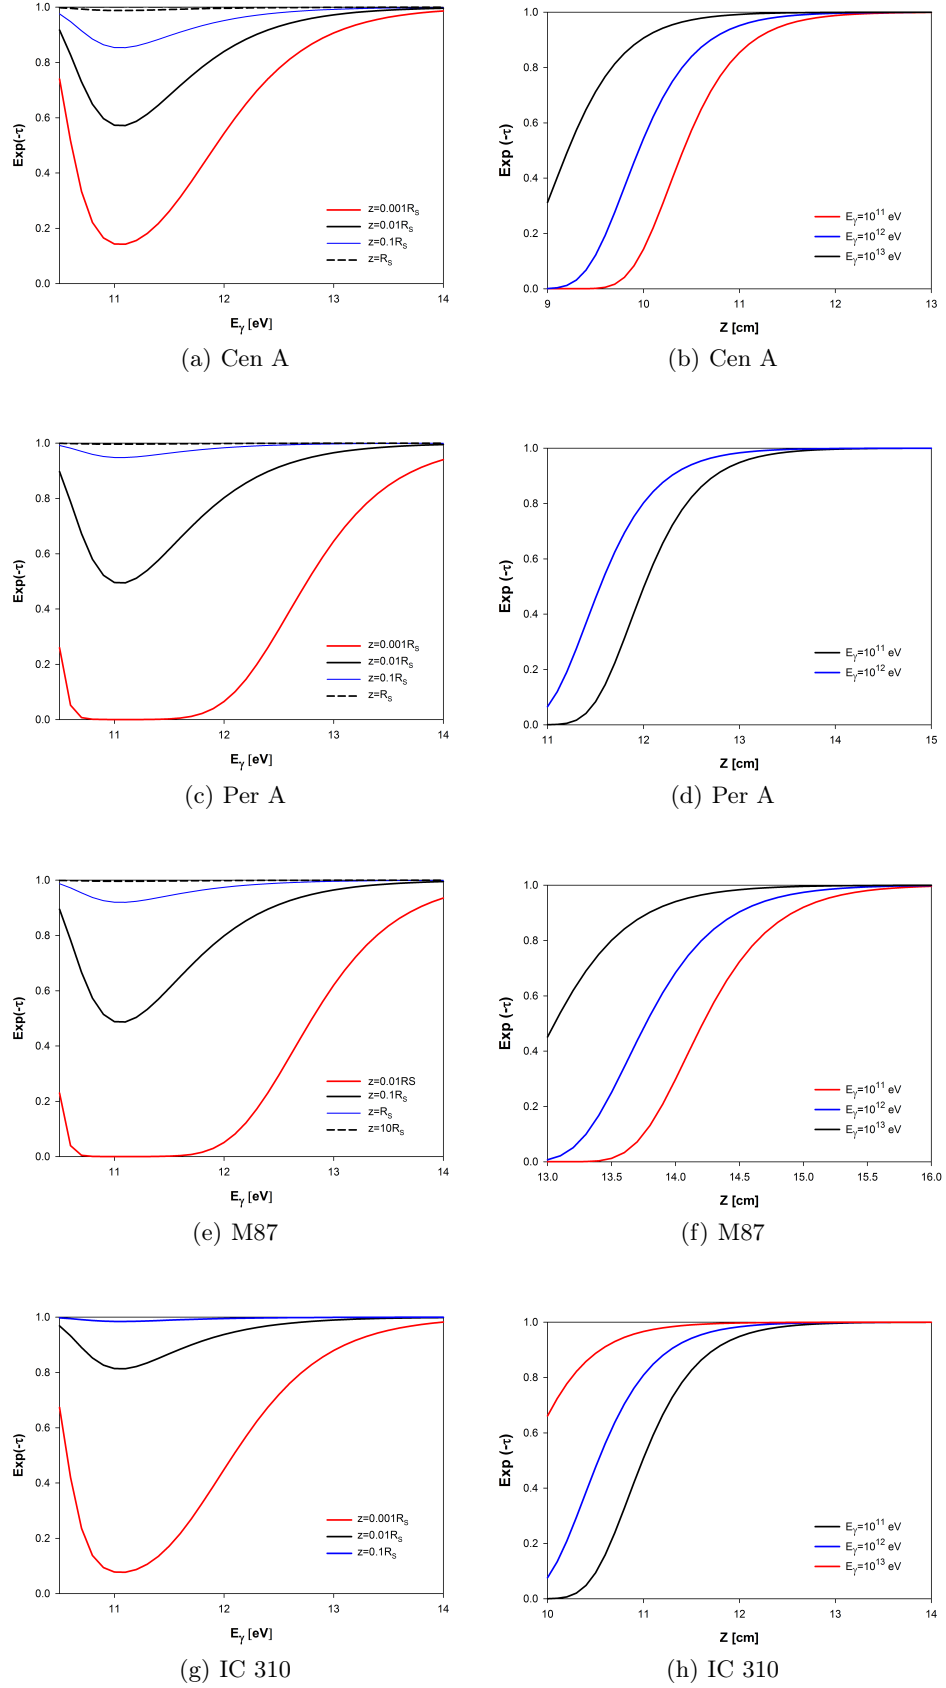 1.0
0.8
0.6
0.4
0.2
0.0
Exp(-τ)
z=0.001R_S
z=0.01R_S
z=0.1R_S
z=R_S
11 12 13 14
E_γ [eV]
(a) Cen A
1.0
0.8
0.6
0.4
0.2
0.0
Exp (-τ)
E_γ=10^11 eV
E_γ=10^12 eV
E_γ=10^13 eV
9 10 11 12 13
Z [cm]
(b) Cen A
1.0
0.8
0.6
0.4
0.2
0.0
Exp(-τ)
z=0.001R_S
z=0.01R_S
z=0.1R_S
z=R_S
11 12 13 14
E_γ [eV]
(c) Per A
1.0
0.8
0.6
0.4
0.2
0.0
Exp (-τ)
E_γ=10^11 eV
E_γ=10^12 eV
11 12 13 14 15
Z [cm]
(d) Per A
1.0
0.8
0.6
0.4
0.2
0.0
Exp(-τ)
z=0.01RS
z=0.1R_S
z=R_S
z=10R_S
11 12 13 14
E_γ [eV]
(e) M87
1.0
0.8
0.6
0.4
0.2
0.0
Exp (-τ)
E_γ=10^11 eV
E_γ=10^12 eV
E_γ=10^13 eV
13.0 13.5 14.0 14.5 15.0 15.5 16.0
Z [cm]
(f) M87
1.0
0.8
0.6
0.4
0.2
0.0
Exp(-τ)
z=0.001R_S
z=0.01R_S
z=0.1R_S
11 12 13 14
E_γ [eV]
(g) IC 310
1.0
0.8
0.6
0.4
0.2
0.0
Exp (-τ)
E_γ=10^11 eV
E_γ=10^12 eV
E_γ=10^13 eV
10 11 12 13 14
Z [cm]
(h) IC 310